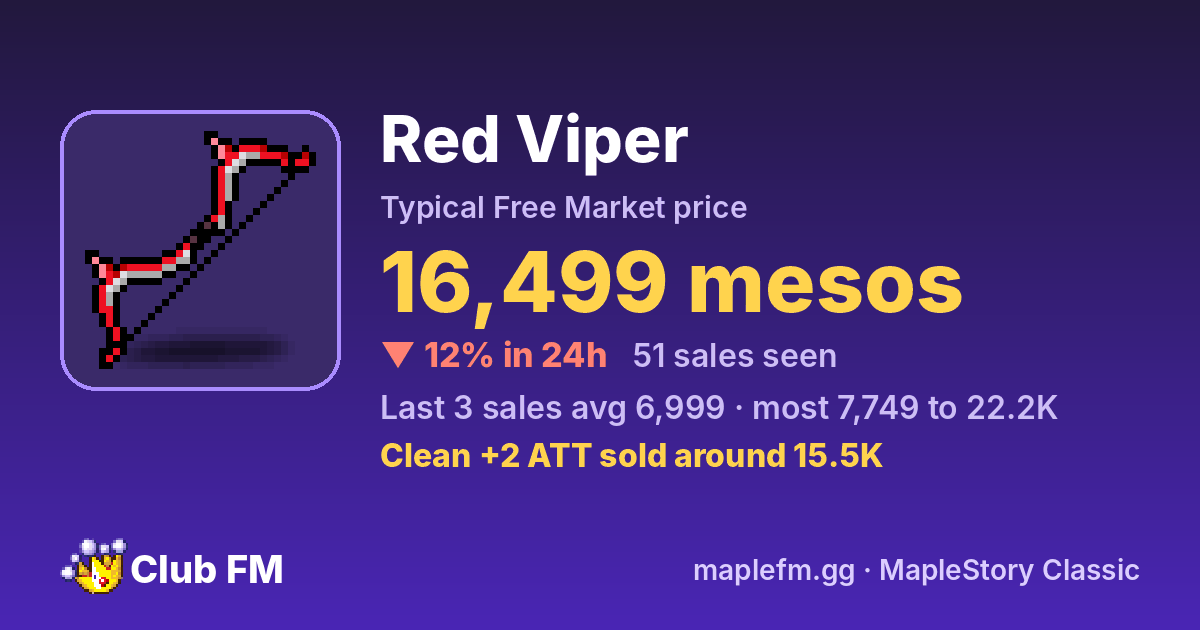 Red Viper
Typical Free Market price
16,499 mesos
▼ 12% in 24h 51 sales seen
Last 3 sales avg 6,999 · most 7,749 to 22.2K
Clean +2 ATT sold around 15.5K
Club FM
maplefm.gg · MapleStory Classic